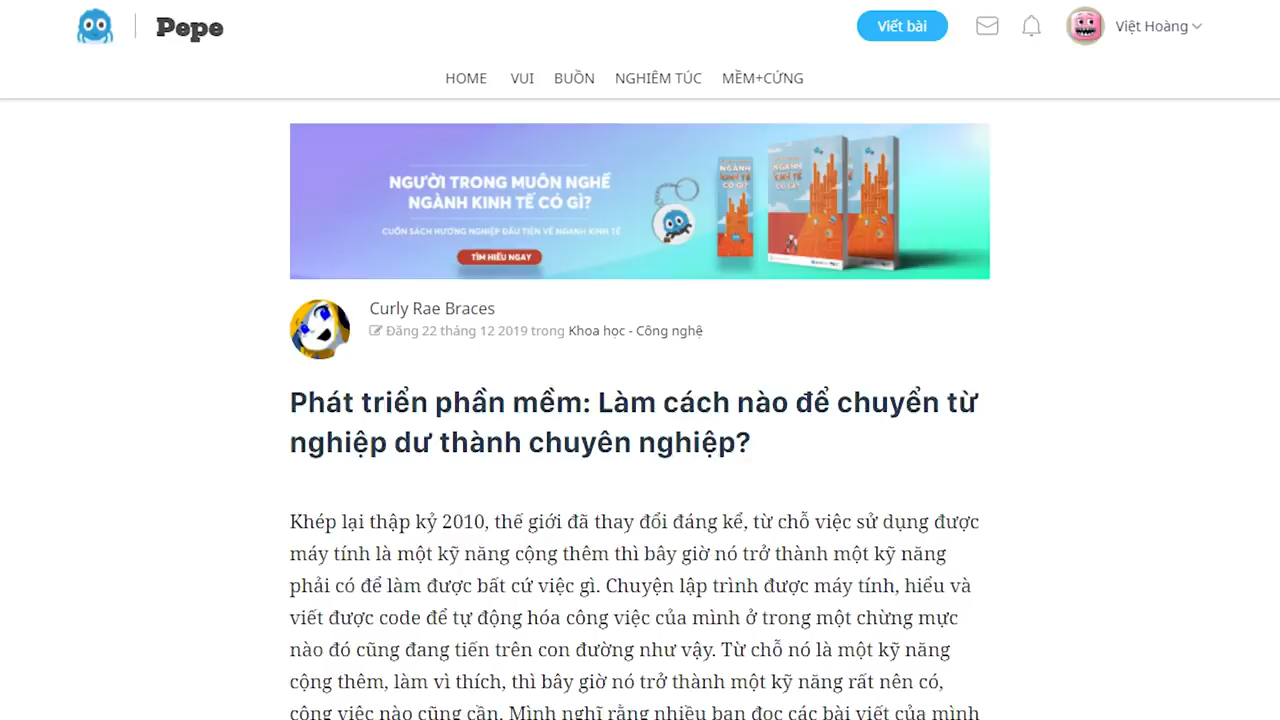 Pepe
Viết bài
Việt Hoàng
HOME VUI BUỒN NGHIÊM TÚC MỀM+CỨNG
NGƯỜI TRONG MUÔN NGHỀ
NGÀNH KINH TẾ CÓ GÌ?
CUỐN SÁCH HƯỚNG NGHIỆP ĐẦU TIÊN VỀ NGÀNH KINH TẾ
TÌM HIỂU NGAY
NGÀNH
KINH TẾ
CÓ GÌ?
Curly Rae Braces
Đăng 22 tháng 12 2019 trong Khoa học - Công nghệ
Phát triển phần mềm: Làm cách nào để chuyển từ
nghiệp dư thành chuyên nghiệp?
Khép lại thập kỷ 2010, thế giới đã thay đổi đáng kể, từ chỗ việc sử dụng được
máy tính là một kỹ năng cộng thêm thì bây giờ nó trở thành một kỹ năng
phải có để làm được bất cứ việc gì. Chuyện lập trình được máy tính, hiểu và
viết được code để tự động hóa công việc của mình ở trong một chừng mực
nào đó cũng đang tiến trên con đường như vậy. Từ chỗ nó là một kỹ năng
cộng thêm, làm vì thích, thì bây giờ nó trở thành một kỹ năng rất nên có,
công việc nào cũng cần. Mình nghĩ rằng nhiều bạn đọc các bài viết của mình